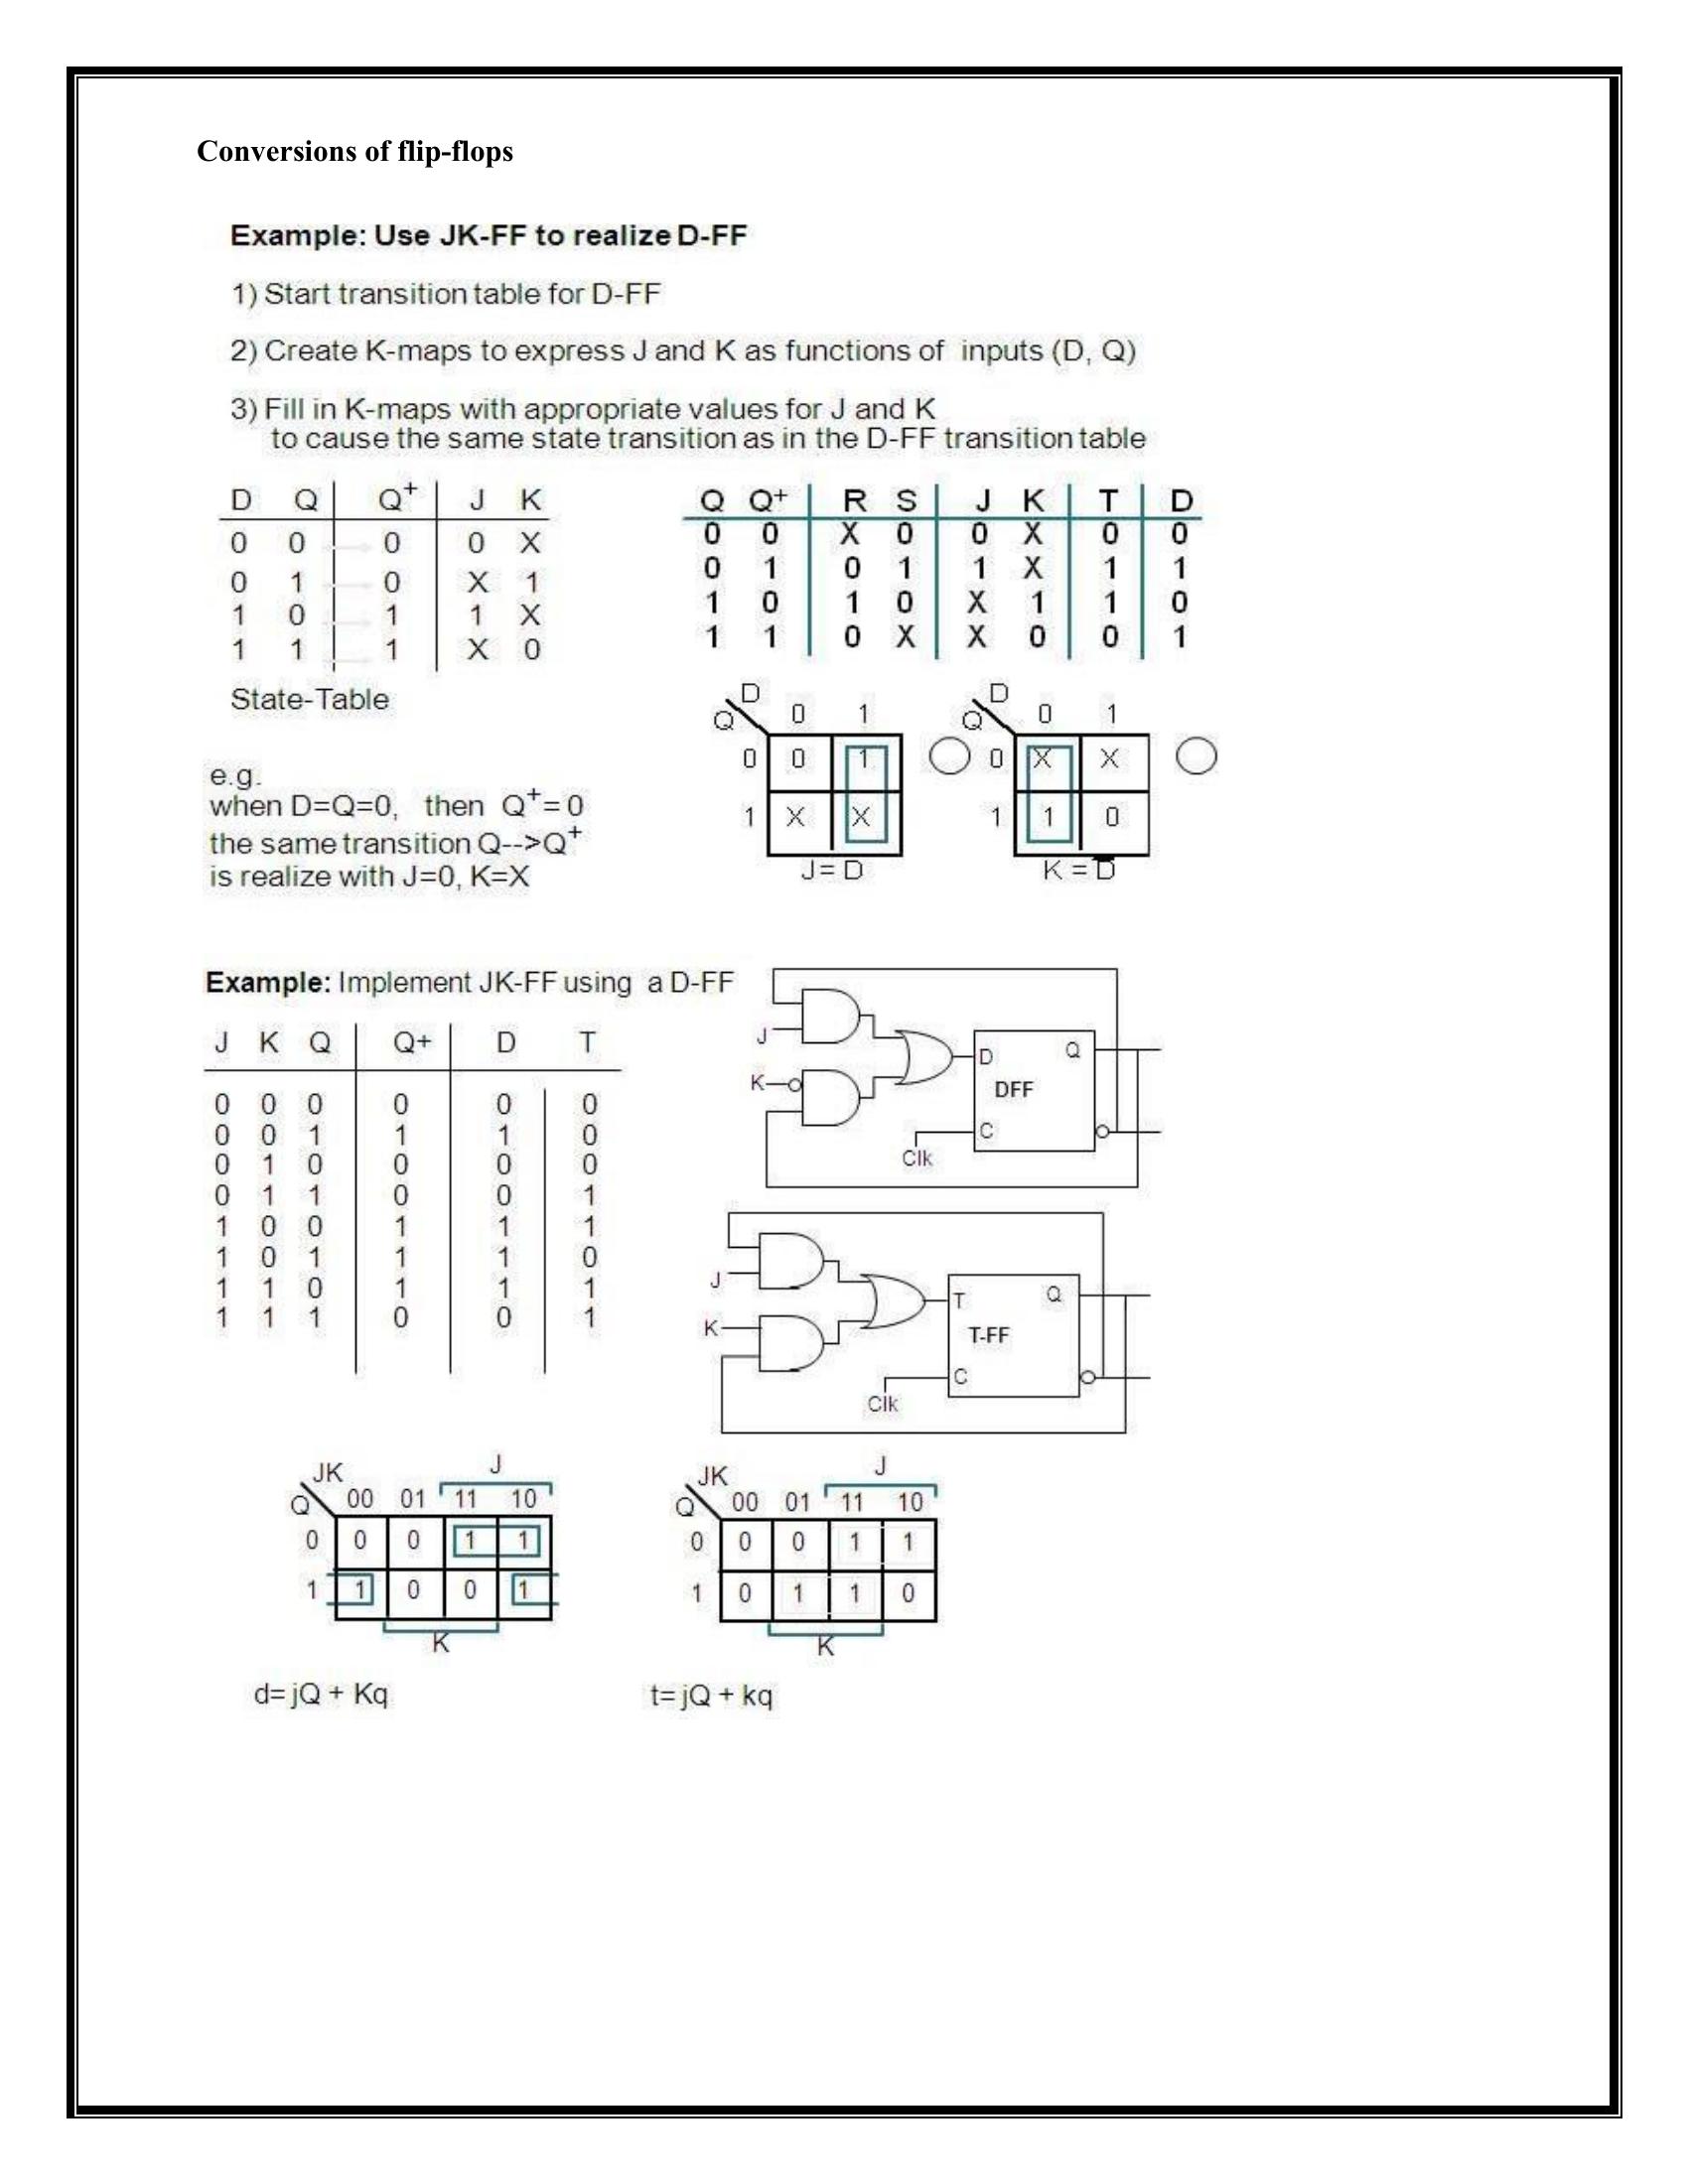 Conversions of flip-flops
Example: Use JK-FF to realize D-FF
1) Start transition table for D-FF
2) Create K-maps to express J and K as functions of inputs (D, Q)
3) Fill in K-maps with appropriate values for J and K
to cause the same state transition as in the D-FF transition table
D Q Q+ J K
0 0 0 0 X
0 1 0 X 1
1 0 1 1 X
1 1 1 X 0
State-Table
Q Q+ R S J K T D
0 0 X 0 0 X 0 0
0 1 0 1 1 X 1 1
1 0 1 0 X 1 1 0
1 1 0 X X 0 0 1
e.g.
when D=Q=0, then Q+= 0
the same transition Q-->Q+
is realize with J=0, K=X
D
Q 0 1
0 0 1
1 X X
J= D
D
Q 0 1
0 X X
1 1 0
K = D
Example: Implement JK-FF using a D-FF
J K Q Q+ D T
0 0 0 0 0 0
0 0 1 1 1 0
0 1 0 0 0 0
0 1 1 0 0 1
1 0 0 1 1 1
1 0 1 1 1 0
1 1 0 1 1 1
1 1 1 0 0 1
J
K
D Q
DFF
C
Clk
J
K
T Q
T-FF
C
Clk
J
JK
Q 00 01 11 10
0 0 0 1 1
1 1 0 0 1
K
d= jQ + Kq
J
JK
Q 00 01 11 10
0 0 0 1 1
1 0 1 1 0
K
t= jQ + kq